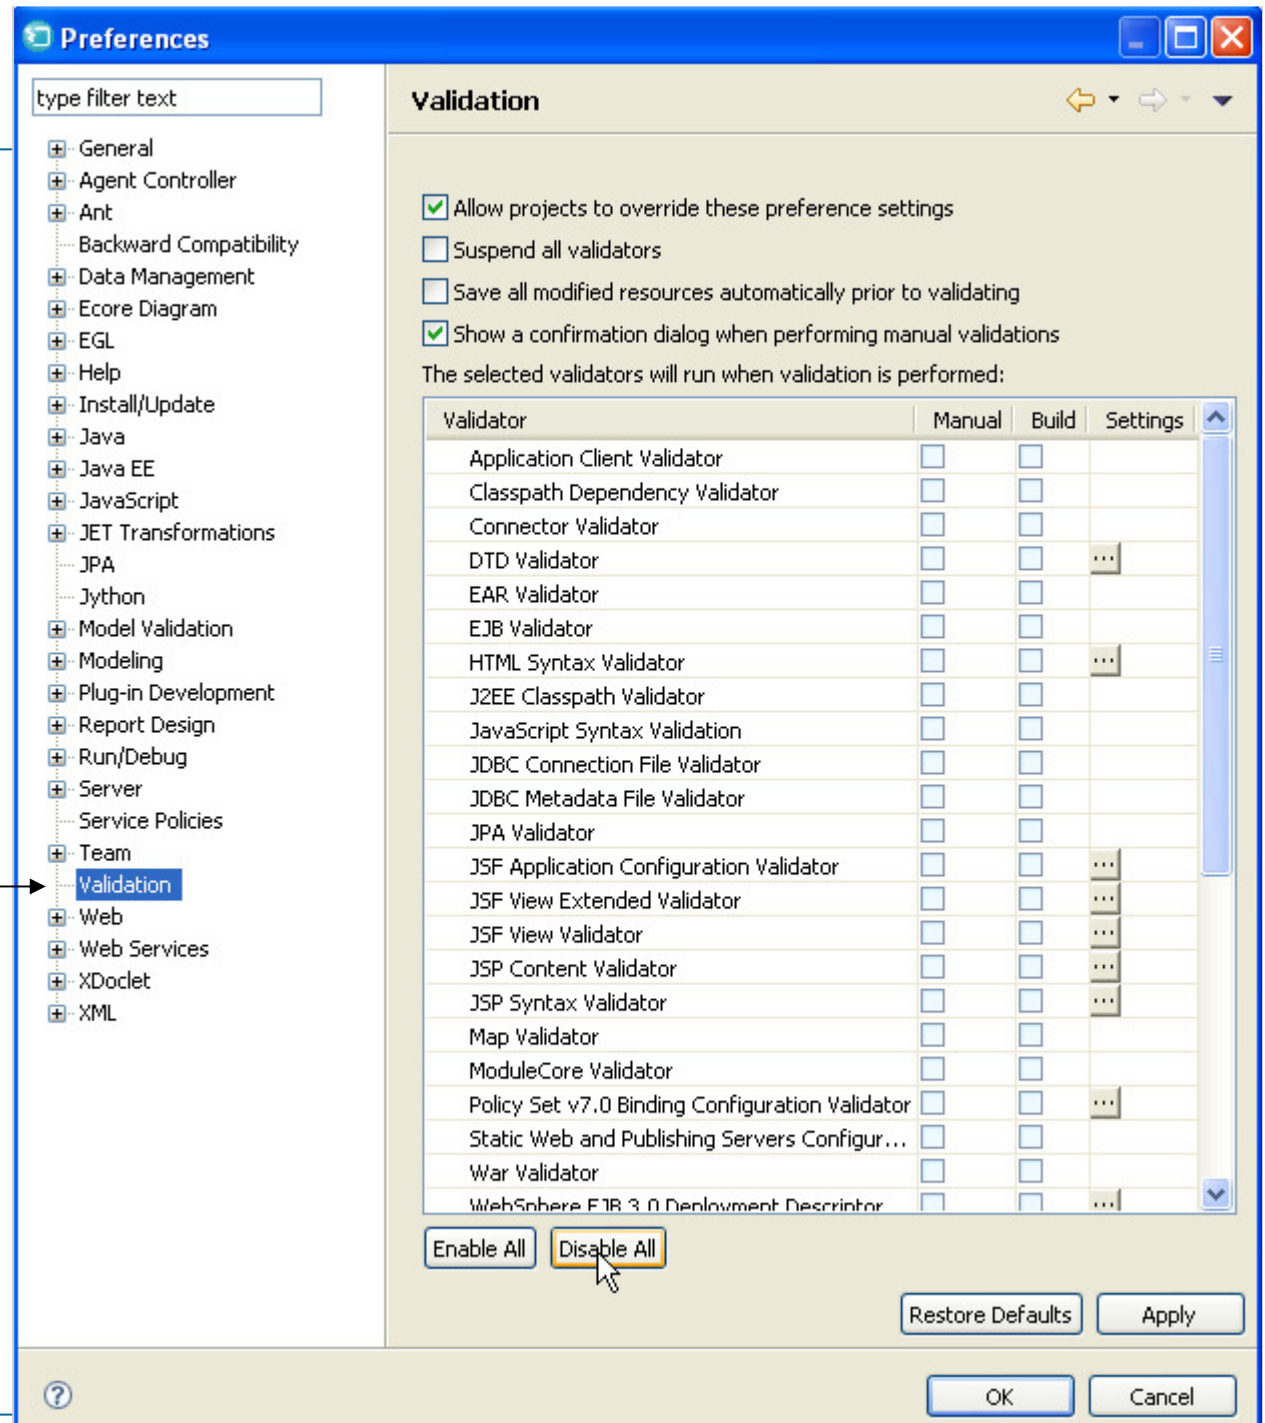 Preferences
type filter text
General
Agent Controller
Ant
Backward Compatibility
Data Management
Ecore Diagram
EGL
Help
Install/Update
Java
Java EE
JavaScript
JET Transformations
JPA
Jython
Model Validation
Modeling
Plug-in Development
Report Design
Run/Debug
Server
Service Policies
Team
Validation
Web
Web Services
XDoclet
XML
Validation
Allow projects to override these preference settings
Suspend all validators
Save all modified resources automatically prior to validating
Show a confirmation dialog when performing manual validations
The selected validators will run when validation is performed:
Validator Manual Build Settings
Application Client Validator
Classpath Dependency Validator
Connector Validator
DTD Validator ...
EAR Validator
EJB Validator
HTML Syntax Validator ...
J2EE Classpath Validator
JavaScript Syntax Validation
JDBC Connection File Validator
JDBC Metadata File Validator
JPA Validator
JSF Application Configuration Validator ...
JSF View Extended Validator ...
JSF View Validator ...
JSP Content Validator ...
JSP Syntax Validator ...
Map Validator
ModuleCore Validator
Policy Set v7.0 Binding Configuration Validator ...
Static Web and Publishing Servers Configur...
War Validator
WebSphere EJB 3.0 Deployment Descriptor ...
Enable All Disable All
Restore Defaults Apply
? OK Cancel